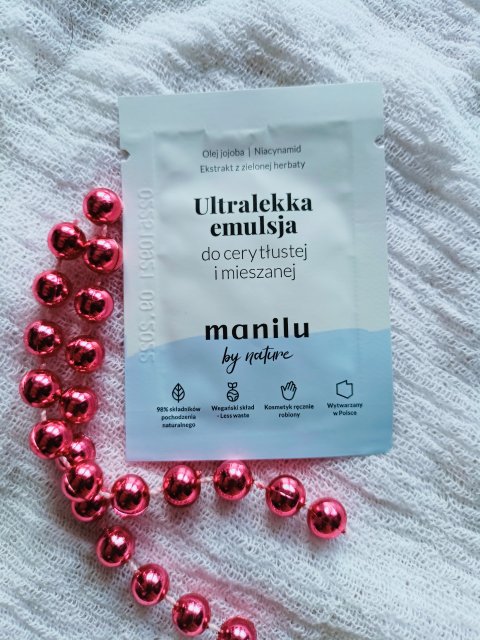 Olej jojoba | Niacynamid
Ekstrakt z zielonej herbaty
Ultralekka
emulsja
do cery tłustej
i mieszanej
manilu
by nature
98% składników
pochodzenia
naturalnego
Wegański skład
- Less waste
Kosmetyk ręcznie
robiony
Wytwarzany
w Polsce